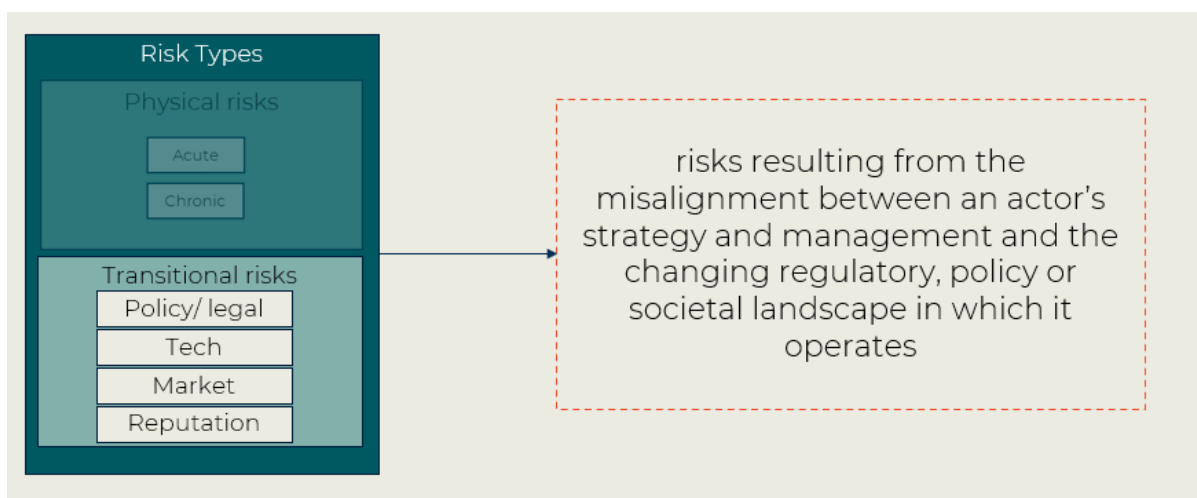 Risk Types
Physical risks
Acute
Chronic
Transitional risks
Policy/ legal
Tech
Market
Reputation
risks resulting from the
misalignment between an actor’s
strategy and management and the
changing regulatory, policy or
societal landscape in which it
operates